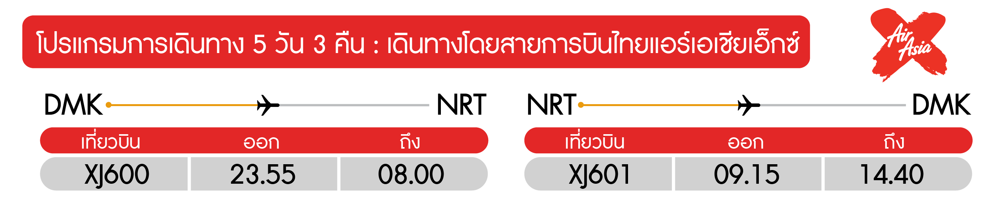 โปรแกรมการเดินทาง 5 วัน 3 คืน : เดินทางโดยสายการบินไทยแอร์เอเชียเอ็กซ์
Air
Asia
DMK NRT
เที่ยวบิน ออก ถึง
XJ600 23.55 08.00
NRT DMK
เที่ยวบิน ออก ถึง
XJ601 09.15 14.40